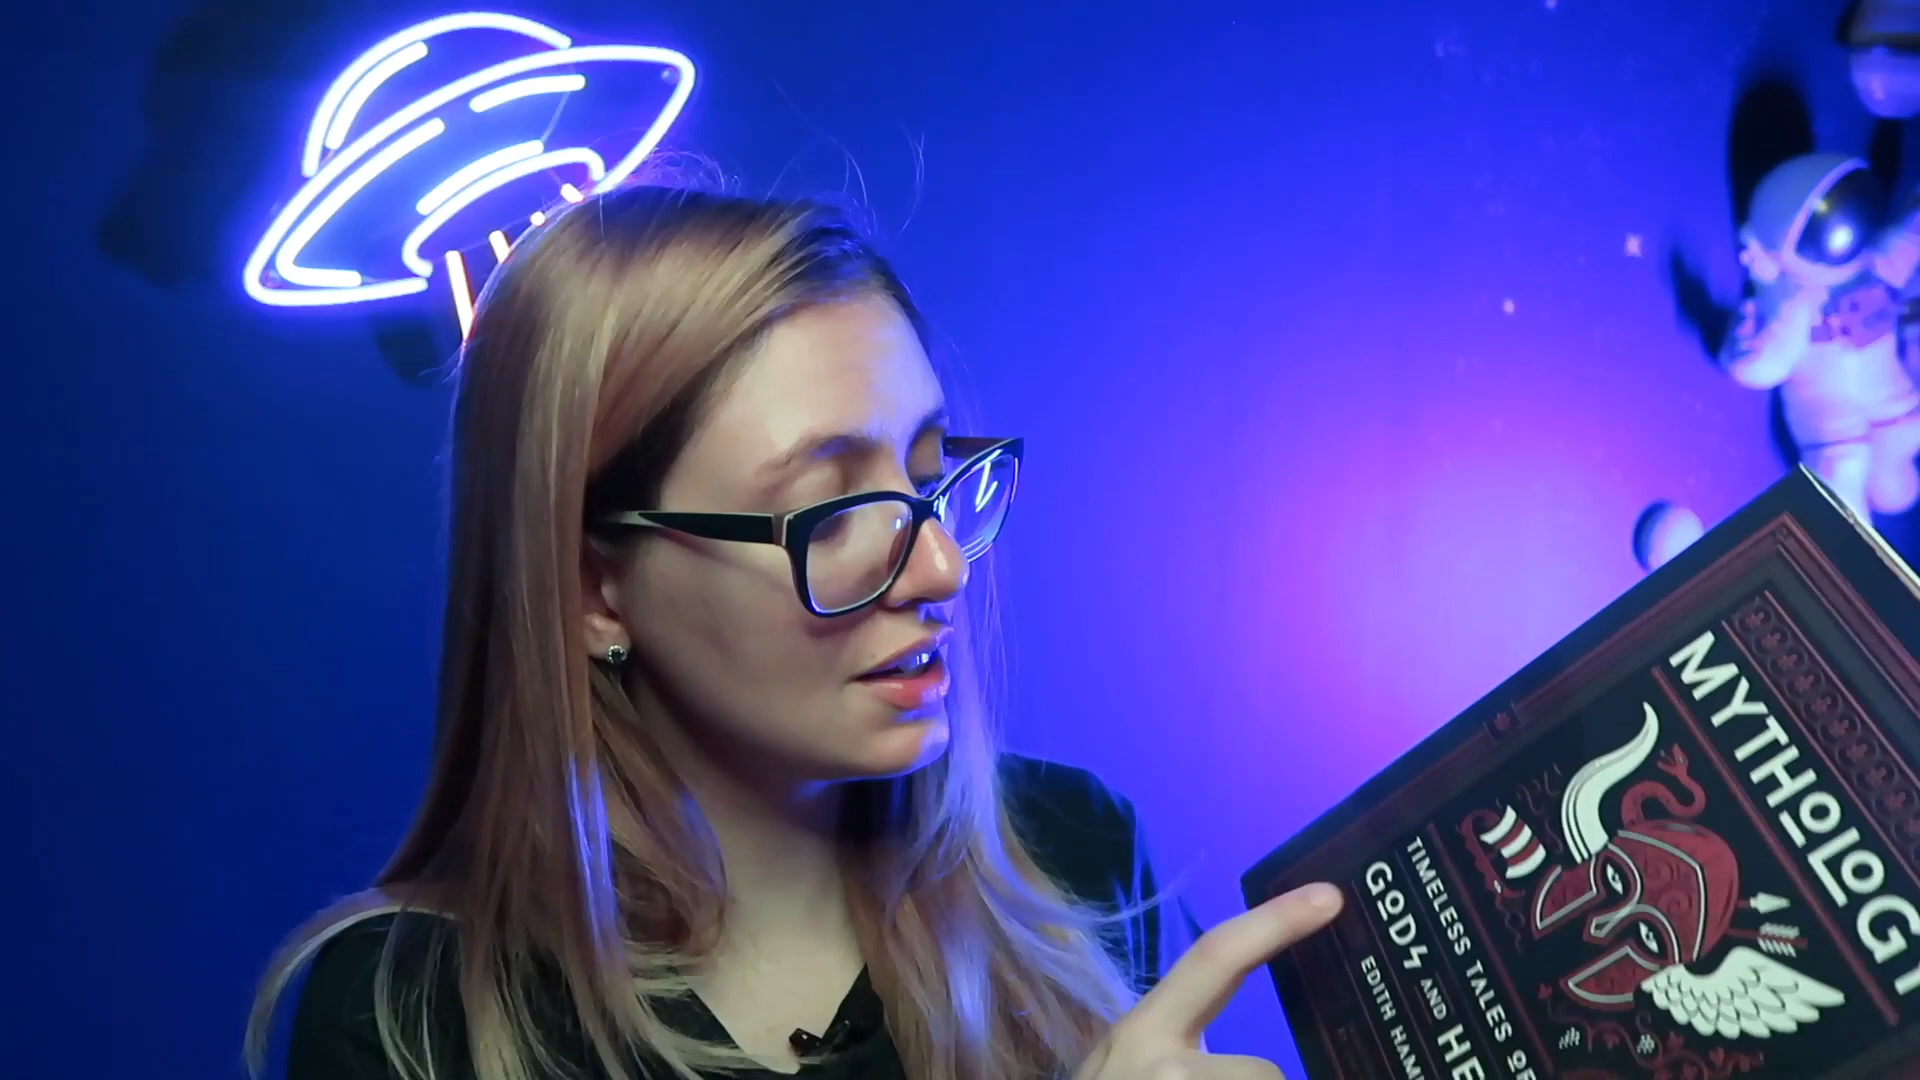 MYTHOLOGY
TIMELESS TALES OF
GODS AND HE
EDITH HAM